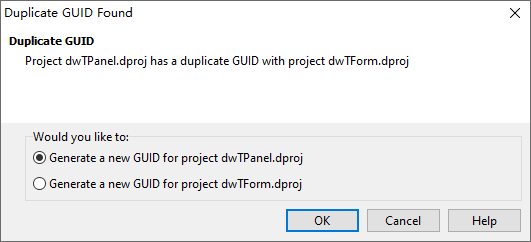 Duplicate GUID Found
Duplicate GUID
Project dwTPanel.dproj has a duplicate GUID with project dwTForm.dproj
Would you like to:
Generate a new GUID for project dwTPanel.dproj
Generate a new GUID for project dwTForm.dproj
OK Cancel Help